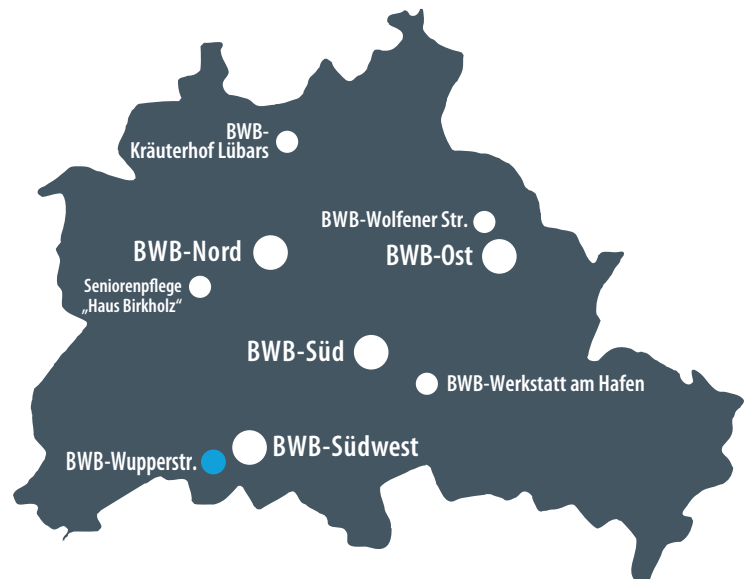 BWB-
Kräuterhof Lübars
BWB-Wolfener Str.
BWB-Nord
BWB-Ost
Seniorenpflege
„Haus Birkholz“
BWB-Süd
BWB-Werkstatt am Hafen
BWB-Südwest
BWB-Wupperstr.